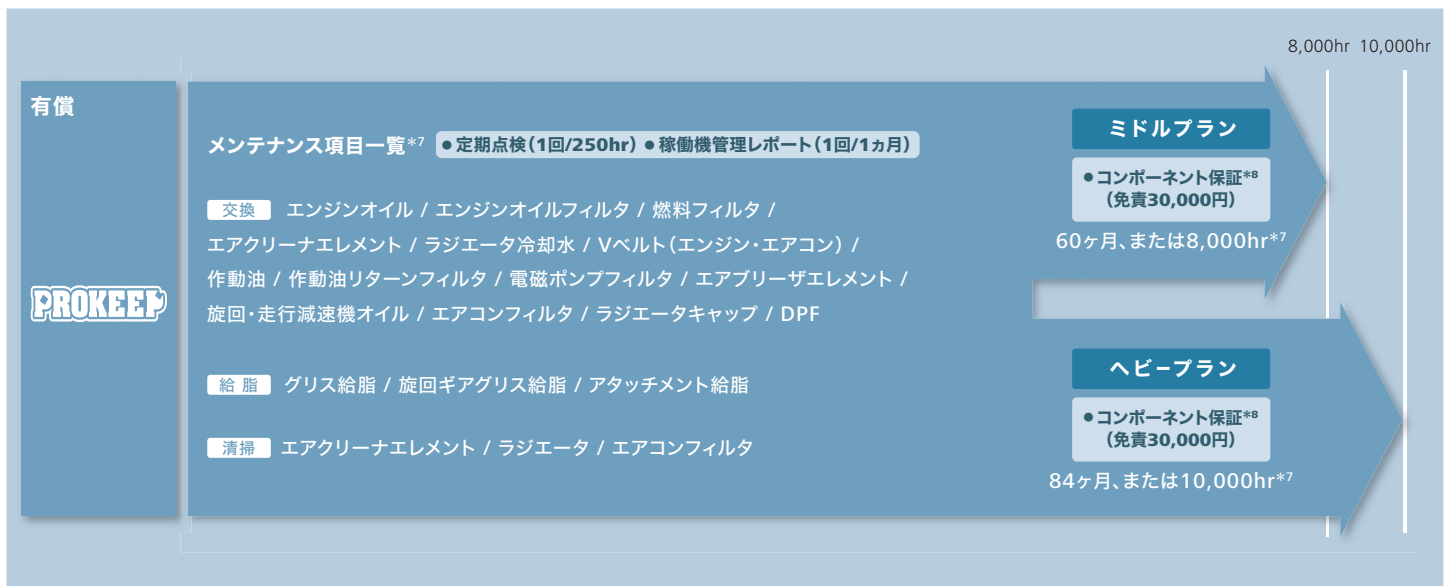 8,000hr 10,000hr
有償
PROKEEP
メンテナンス項目一覧*7 ●定期点検(1回/250hr) ●稼働機管理レポート(1回/1ヵ月)
交換 エンジンオイル / エンジンオイルフィルタ / 燃料フィルタ /
エアクリーナエレメント / ラジエータ冷却水 / Vベルト(エンジン・エアコン) /
作動油 / 作動油リターンフィルタ / 電磁ポンプフィルタ / エアブリーザエレメント /
旋回・走行減速機オイル / エアコンフィルタ / ラジエータキャップ / DPF
給脂 グリス給脂 / 旋回ギアグリス給脂 / アタッチメント給脂
清掃 エアクリーナエレメント / ラジエータ / エアコンフィルタ
ミドルプラン
●コンポーネント保証*8
(免責30,000円)
60ヶ月、または8,000hr*7
ヘビープラン
●コンポーネント保証*8
(免責30,000円)
84ヶ月、または10,000hr*7